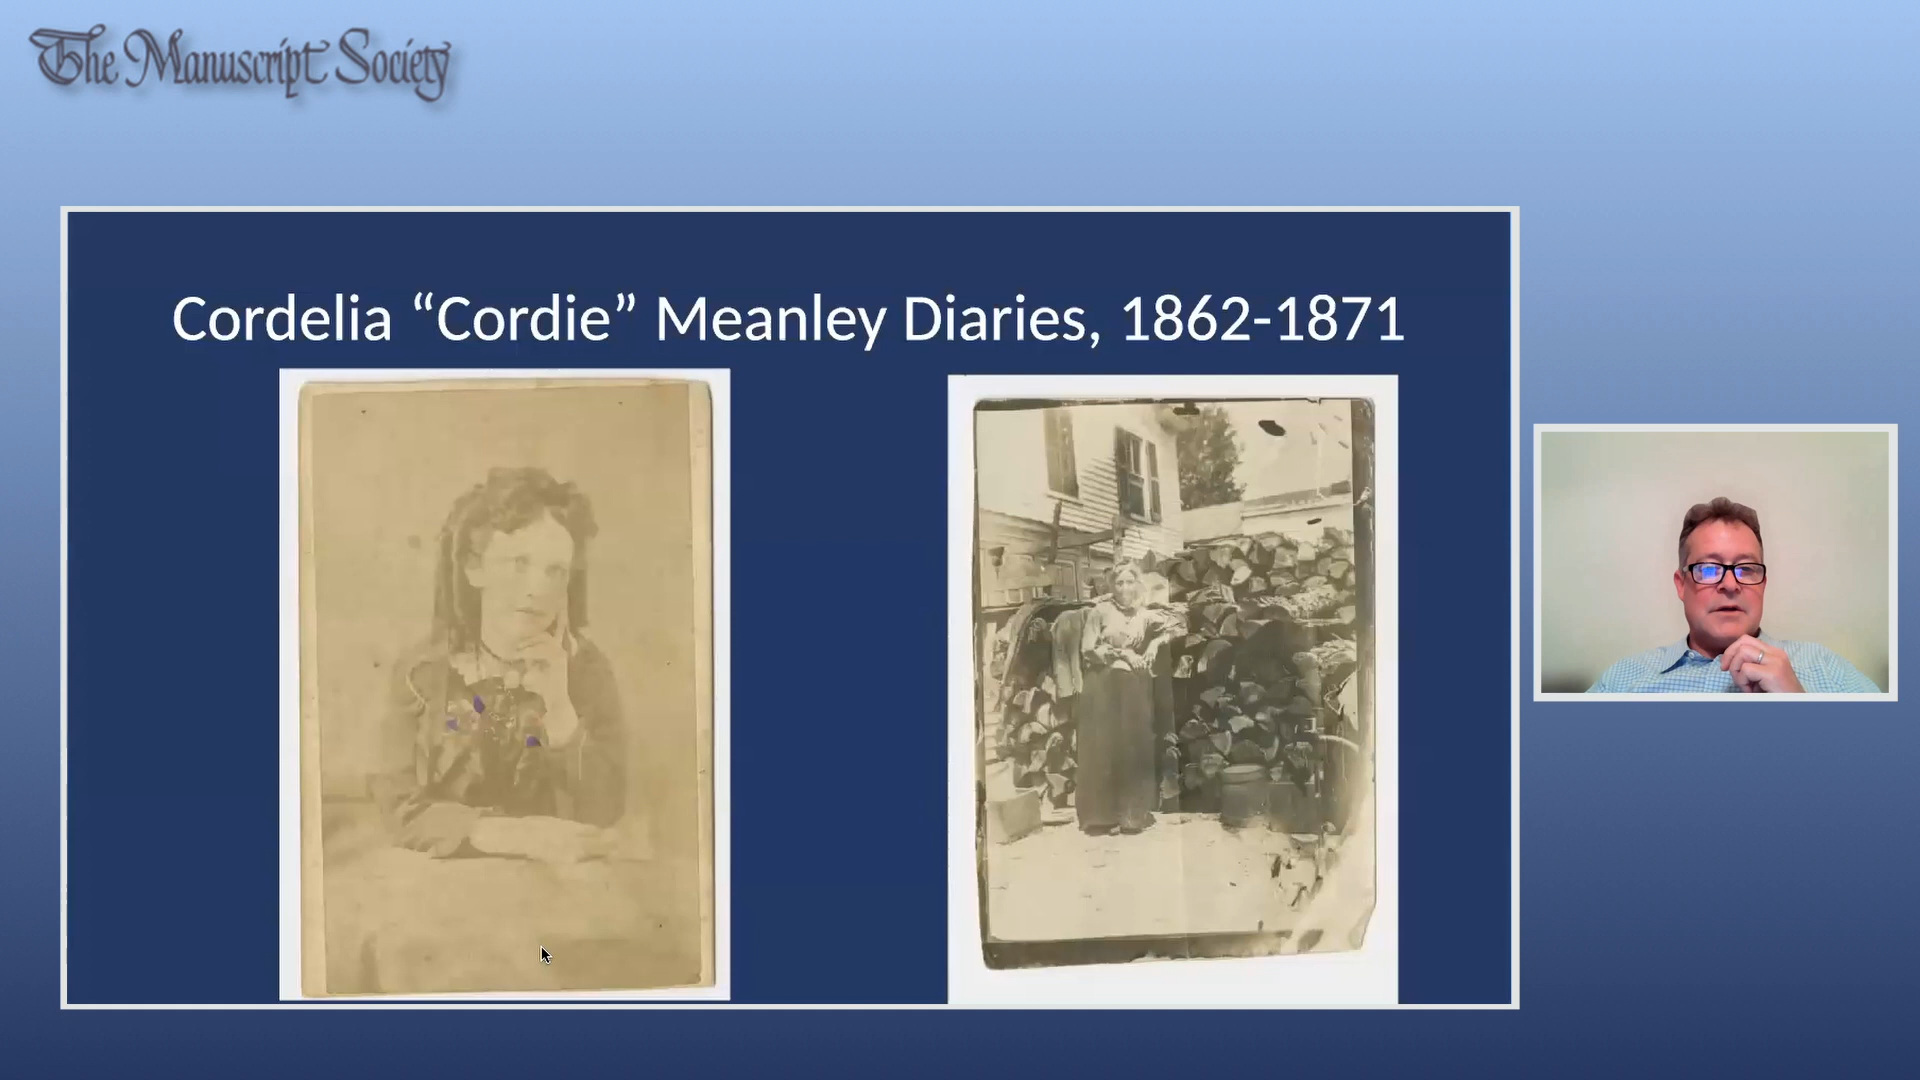 The Manuscript Society
Cordelia “Cordie” Meanley Diaries, 1862-1871